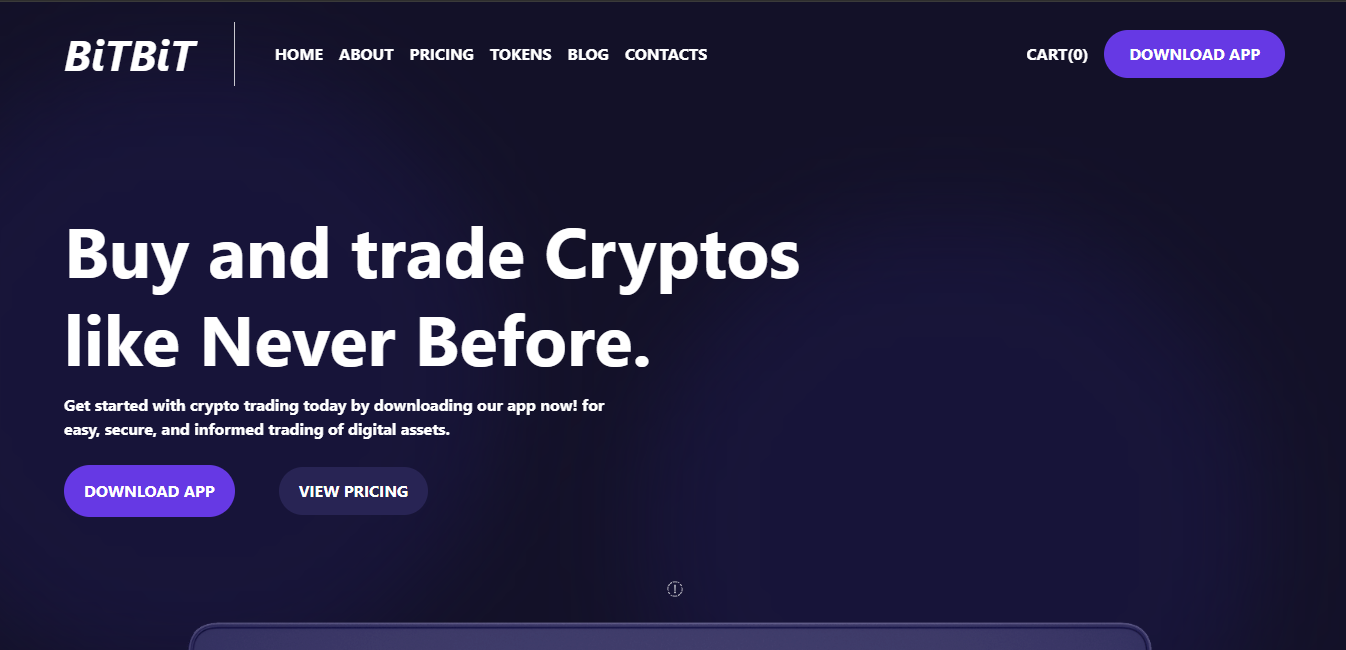 BiTBiT
HOME ABOUT PRICING TOKENS BLOG CONTACTS
CART(0) DOWNLOAD APP
Buy and trade Cryptos
like Never Before.
Get started with crypto trading today by downloading our app now! for
easy, secure, and informed trading of digital assets.
DOWNLOAD APP VIEW PRICING